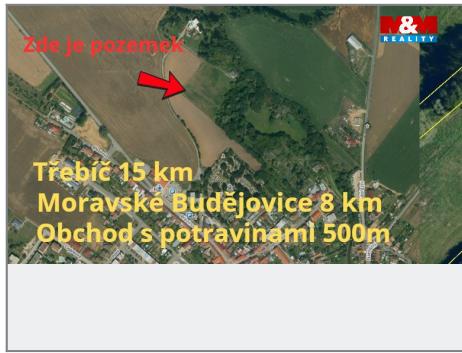 M&M
REALITY
Zde je pozemek
Třebíč 15 km
Moravské Budějovice 8 km
Obchod s potravinami 500m